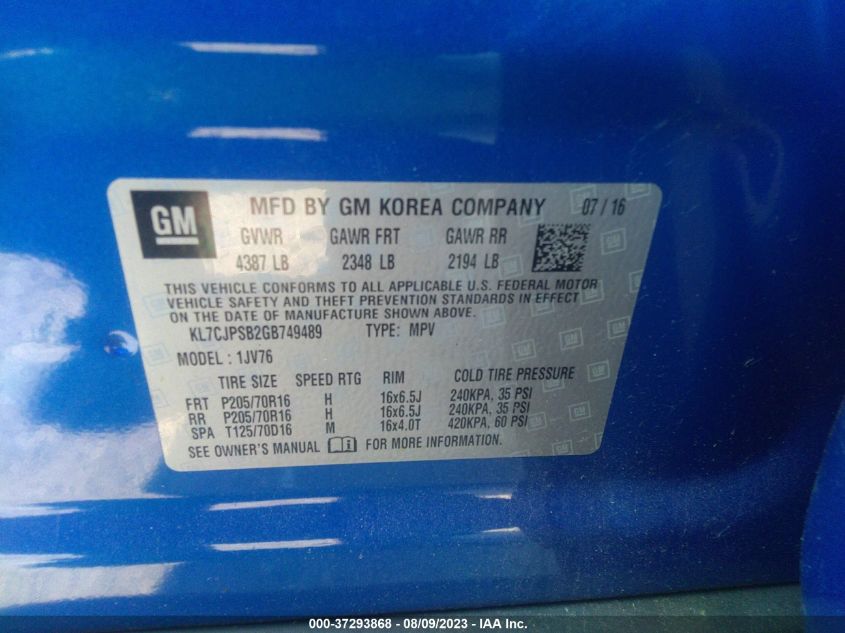 GM MFD BY GM KOREA COMPANY 07 / 16
GVWR GAWR FRT GAWR RR
4387 LB 2348 LB 2194 LB
THIS VEHICLE CONFORMS TO ALL APPLICABLE U.S. FEDERAL MOTOR
VEHICLE SAFETY AND THEFT PREVENTION STANDARDS IN EFFECT
ON THE DATE OF MANUFACTURE SHOWN ABOVE.
KL7CJPSB2GB749489 TYPE: MPV
MODEL : 1JV76
TIRE SIZE SPEED RTG RIM COLD TIRE PRESSURE
FRT P205/70R16 H 16x6.5J 240KPA, 35 PSI
RR P205/70R16 H 16x6.5J 240KPA, 35 PSI
SPA T125/70D16 M 16x4.0T 420KPA, 60 PSI
SEE OWNER'S MANUAL FOR MORE INFORMATION.
000-37293868 - 08/09/2023 - IAA Inc.